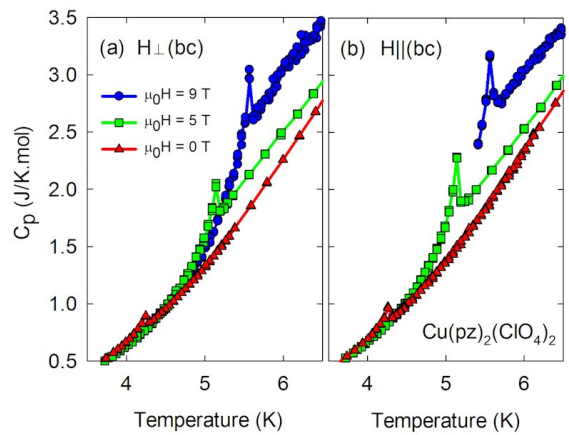 (a) H⊥(bc)
(b) H||(bc)
μ₀H = 9 T
μ₀H = 5 T
μ₀H = 0 T
Cu(pz)₂(ClO₄)₂
Cₚ (J/K.mol)
3.5
3.0
2.5
2.0
1.5
1.0
0.5
4 5 6 4 5 6
Temperature (K) Temperature (K)